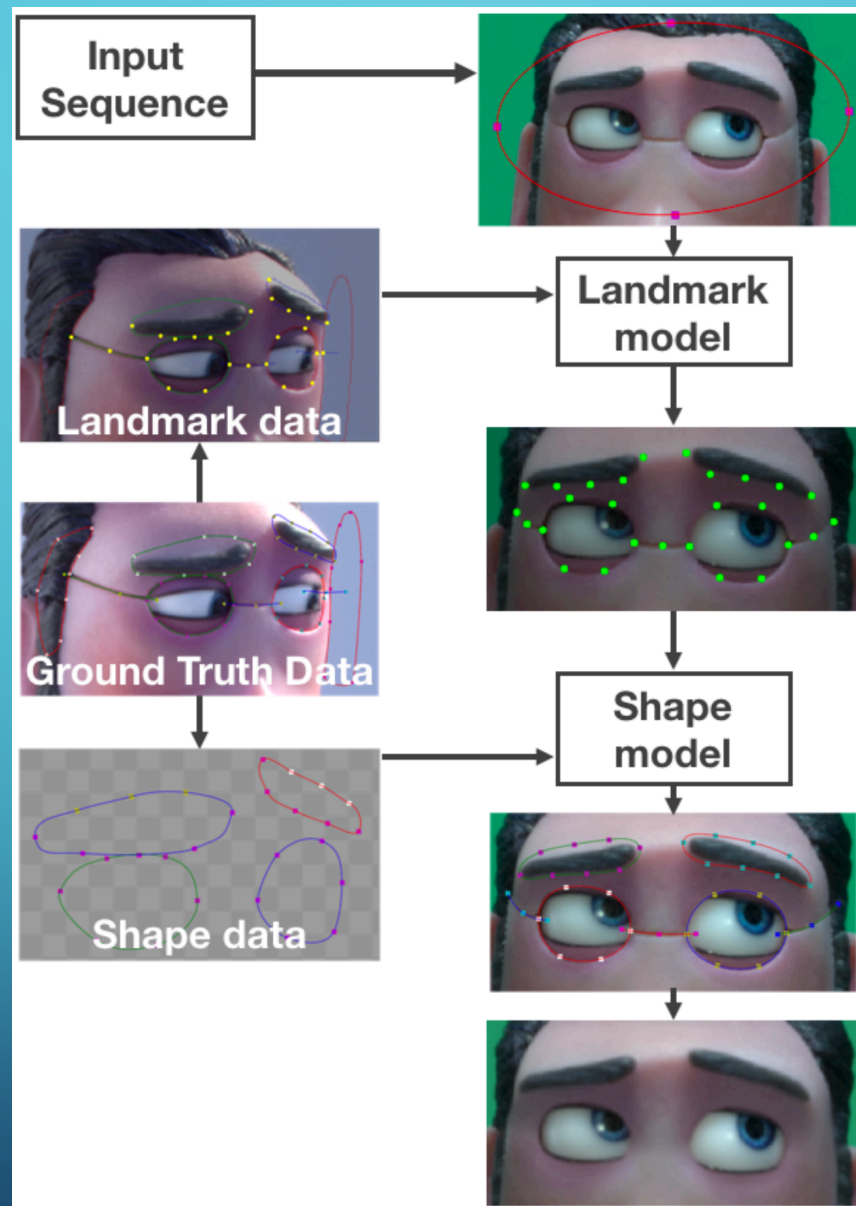 Input
Sequence
Landmark
model
Landmark data
Ground Truth Data
Shape
model
Shape data